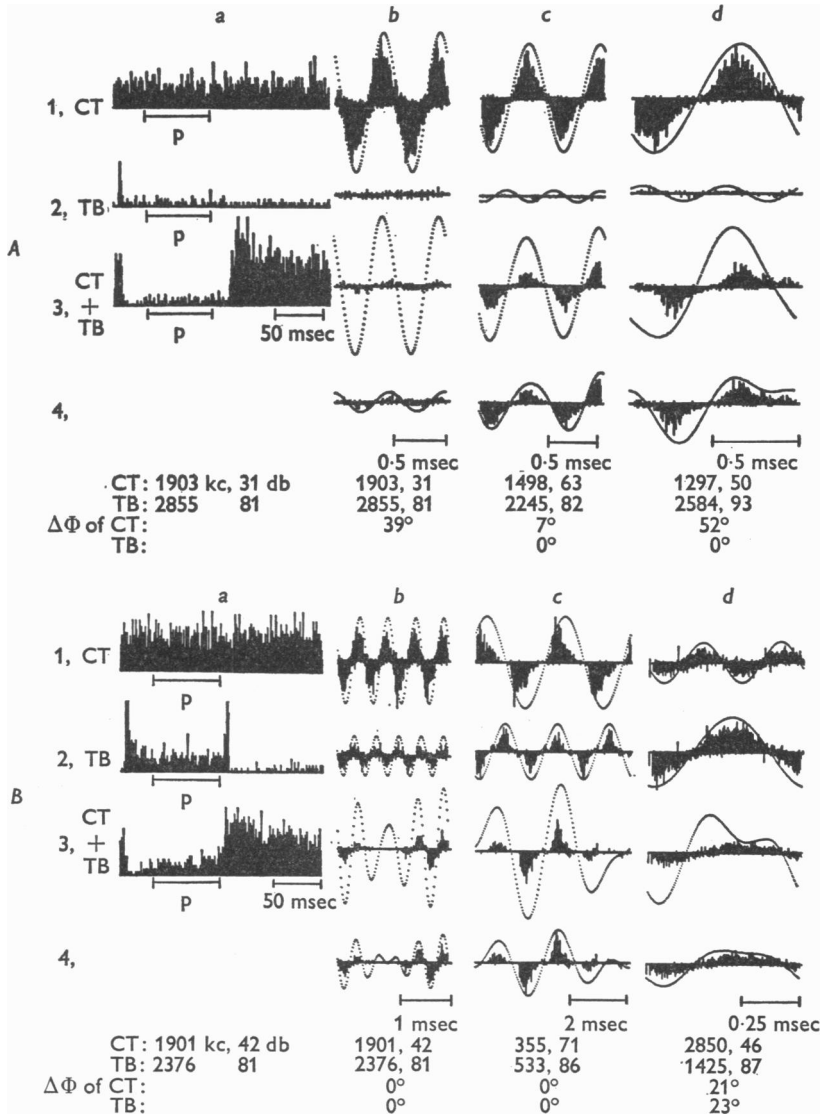 a b c d
1, CT
P
2, TB
P
A
CT
3, +
TB
P
50 msec
4,
0·5 msec 0·5 msec 0·5 msec
CT: 1903 kc, 31 db 1903, 31 1498, 63 1297, 50
TB: 2855 81 2855, 81 2245, 82 2584, 93
ΔΦ of CT: 39° 7° 52°
TB: 0° 0°
a b c d
1, CT
P
2, TB
P
B
CT
3, +
TB
P
50 msec
4,
1 msec 2 msec 0·25 msec
CT: 1901 kc, 42 db 1901, 42 355, 71 2850, 46
TB: 2376 81 2376, 81 533, 86 1425, 87
ΔΦ of CT: 0° 0° 21°
TB: 0° 0° 23°